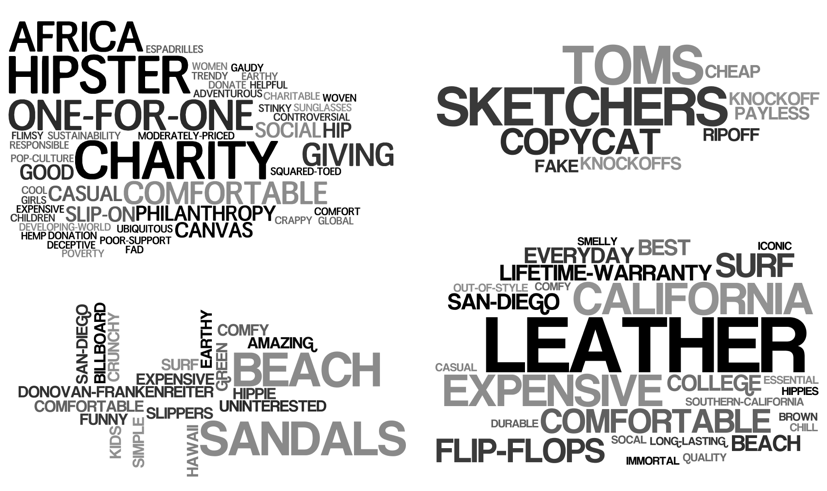 AFRICA ESPADRILLES
HIPSTER WOMEN GAUDY
TRENDY EARTHY
DONATE HELPFUL
ADVENTUROUS CHARITABLE WOVEN
ONE-FOR-ONE STINKY SUNGLASSES
CONTROVERSIAL
FLIMSY SUSTAINABILITY MODERATELY-PRICED SOCIAL HIP
RESPONSIBLE
POP-CULTURE CHARITY GIVING
GOOD SQUARED-TOED
COOL CASUAL COMFORTABLE
GIRLS
EXPENSIVE SLIP-ON PHILANTHROPY COMFORT
CHILDREN CRAPPY GLOBAL
DEVELOPING-WORLD UBIQUITOUS CANVAS
HEMP DONATION POOR-SUPPORT
DECEPTIVE FAD
POVERTY
TOMS CHEAP
SKETCHERS KNOCKOFF
PAYLESS
COPYCAT RIPOFF
FAKE KNOCKOFFS
SAN-DIEGO BILLBOARD CRUNCHY EARTHY COMFY
AMAZING
SURF GREEN BEACH
EXPENSIVE
DONOVAN-FRANKENREITER HIPPIE
COMFORTABLE SLIPPERS UNINTERESTED
FUNNY
KIDS SIMPLE HAWAII SANDALS
SMELLY
EVERYDAY BEST ICONIC
LIFETIME-WARRANTY SURF
OUT-OF-STYLE COMFY
SAN-DIEGO CALIFORNIA
LEATHER
CASUAL
EXPENSIVE COLLEGE ESSENTIAL
HIPPIES
SOUTHERN-CALIFORNIA
DURABLE COMFORTABLE BROWN
CHILL
FLIP-FLOPS SOCAL LONG-LASTING BEACH
IMMORTAL QUALITY